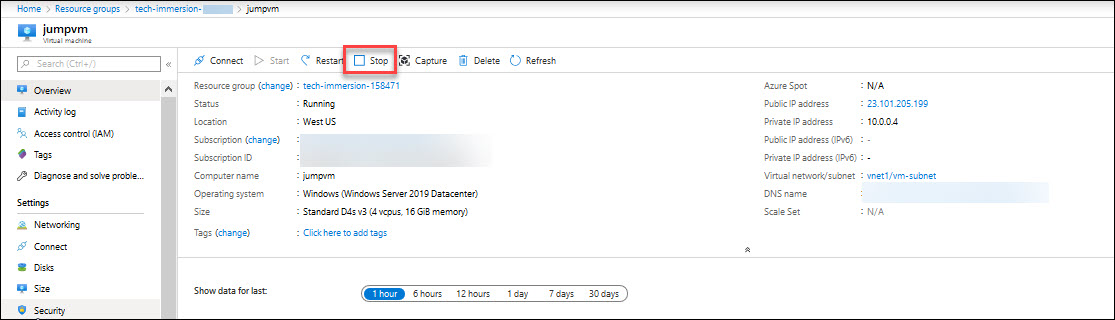 Home > Resource groups > tech-immersion- > jumpvm
jumpvm
Virtual machine
Search (Ctrl+/)
«
Overview
Activity log
Access control (IAM)
Tags
Diagnose and solve proble...
Settings
Networking
Connect
Disks
Size
Security
Connect Start Restart Stop Capture Delete Refresh
Resource group (change) : tech-immersion-158471
Status : Running
Location : West US
Subscription (change) :
Subscription ID :
Computer name : jumpvm
Operating system : Windows (Windows Server 2019 Datacenter)
Size : Standard D4s v3 (4 vcpus, 16 GiB memory)
Tags (change) : Click here to add tags
Azure Spot : N/A
Public IP address : 23.101.205.199
Private IP address : 10.0.0.4
Public IP address (IPv6) : -
Private IP address (IPv6) : -
Virtual network/subnet : vnet1/vm-subnet
DNS name :
Scale Set : N/A
Show data for last: 1 hour 6 hours 12 hours 1 day 7 days 30 days